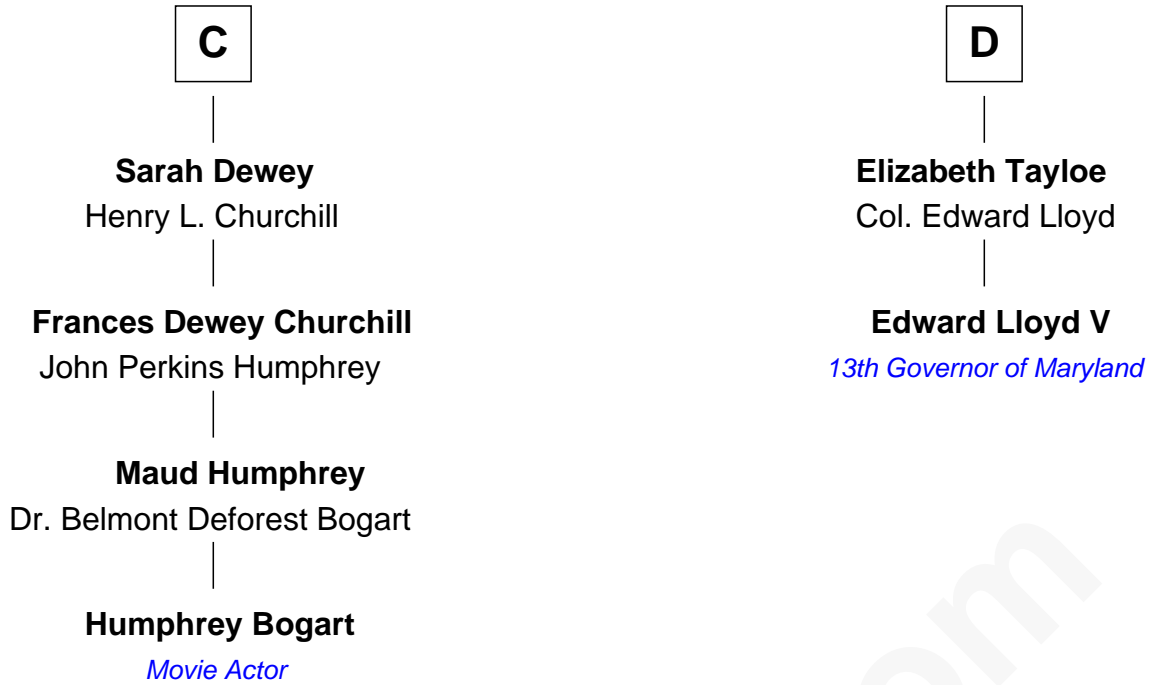 C
Sarah Dewey
Henry L. Churchill
Frances Dewey Churchill
John Perkins Humphrey
Maud Humphrey
Dr. Belmont Deforest Bogart
Humphrey Bogart
Movie Actor
D
Elizabeth Tayloe
Col. Edward Lloyd
Edward Lloyd V
13th Governor of Maryland
om